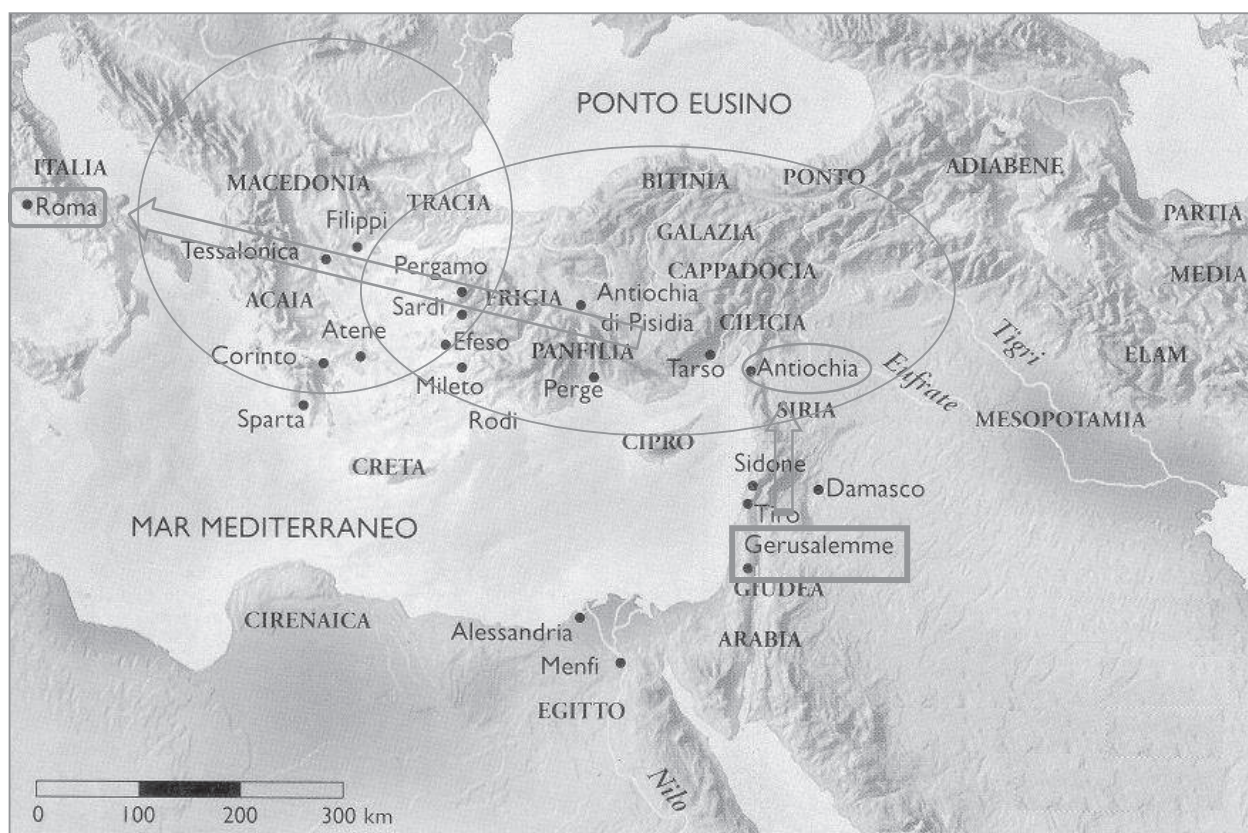 PONTO EUSINO
ITALIA
ADIABENE
MACEDONIA
BITINIA
PONTO
Roma
TRACIA
PARTIA
Filippi
GALAZIA
Tessalonica
Pergamo
CAPPADOCIA
MEDIA
ACAIA
Sardi
FRIGIA
Antiochia
di Pisidia
CILICIA
Tigri
Atene
Efeso
PANFILIA
ELAM
Corinto
Mileto
Perge
Tarso
Antiochia
Eufrate
Sparta
Rodi
SIRIA
MESOPOTAMIA
CIPRO
CRETA
Sidone
Damasco
MAR MEDITERRANEO
Tiro
Gerusalemme
GIUDEA
CIRENAICA
Alessandria
ARABIA
Menfi
EGITTO
Nilo
0 100 200 300 km